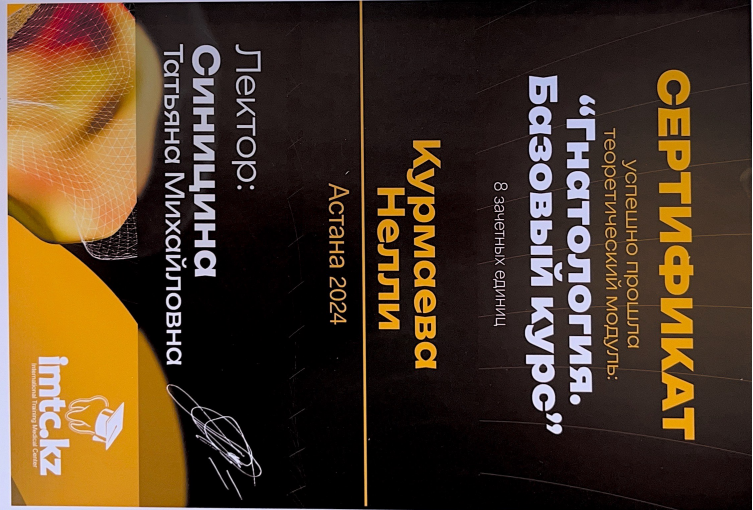 СЕРТИФИКАТ
успешно прошла
теоретический модуль:
“Гнатология.
Базовый курс”
8 зачетных единиц
Курмаева
Нелли
Астана 2024
Лектор:
Синицина
Татьяна Михайловна
imtc.kz
International Training Medical Center